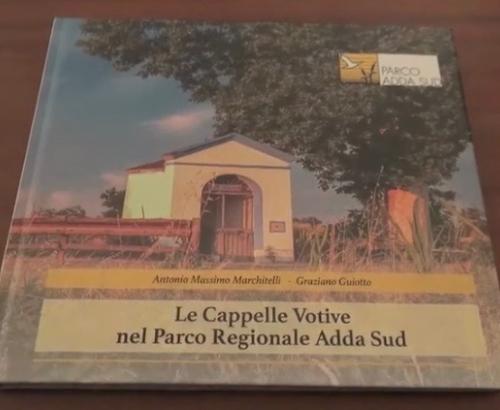 PARCO
ADDA SUD
Antonio Massimo Marchitelli - Graziano Guiotto
Le Cappelle Votive
nel Parco Regionale Adda Sud